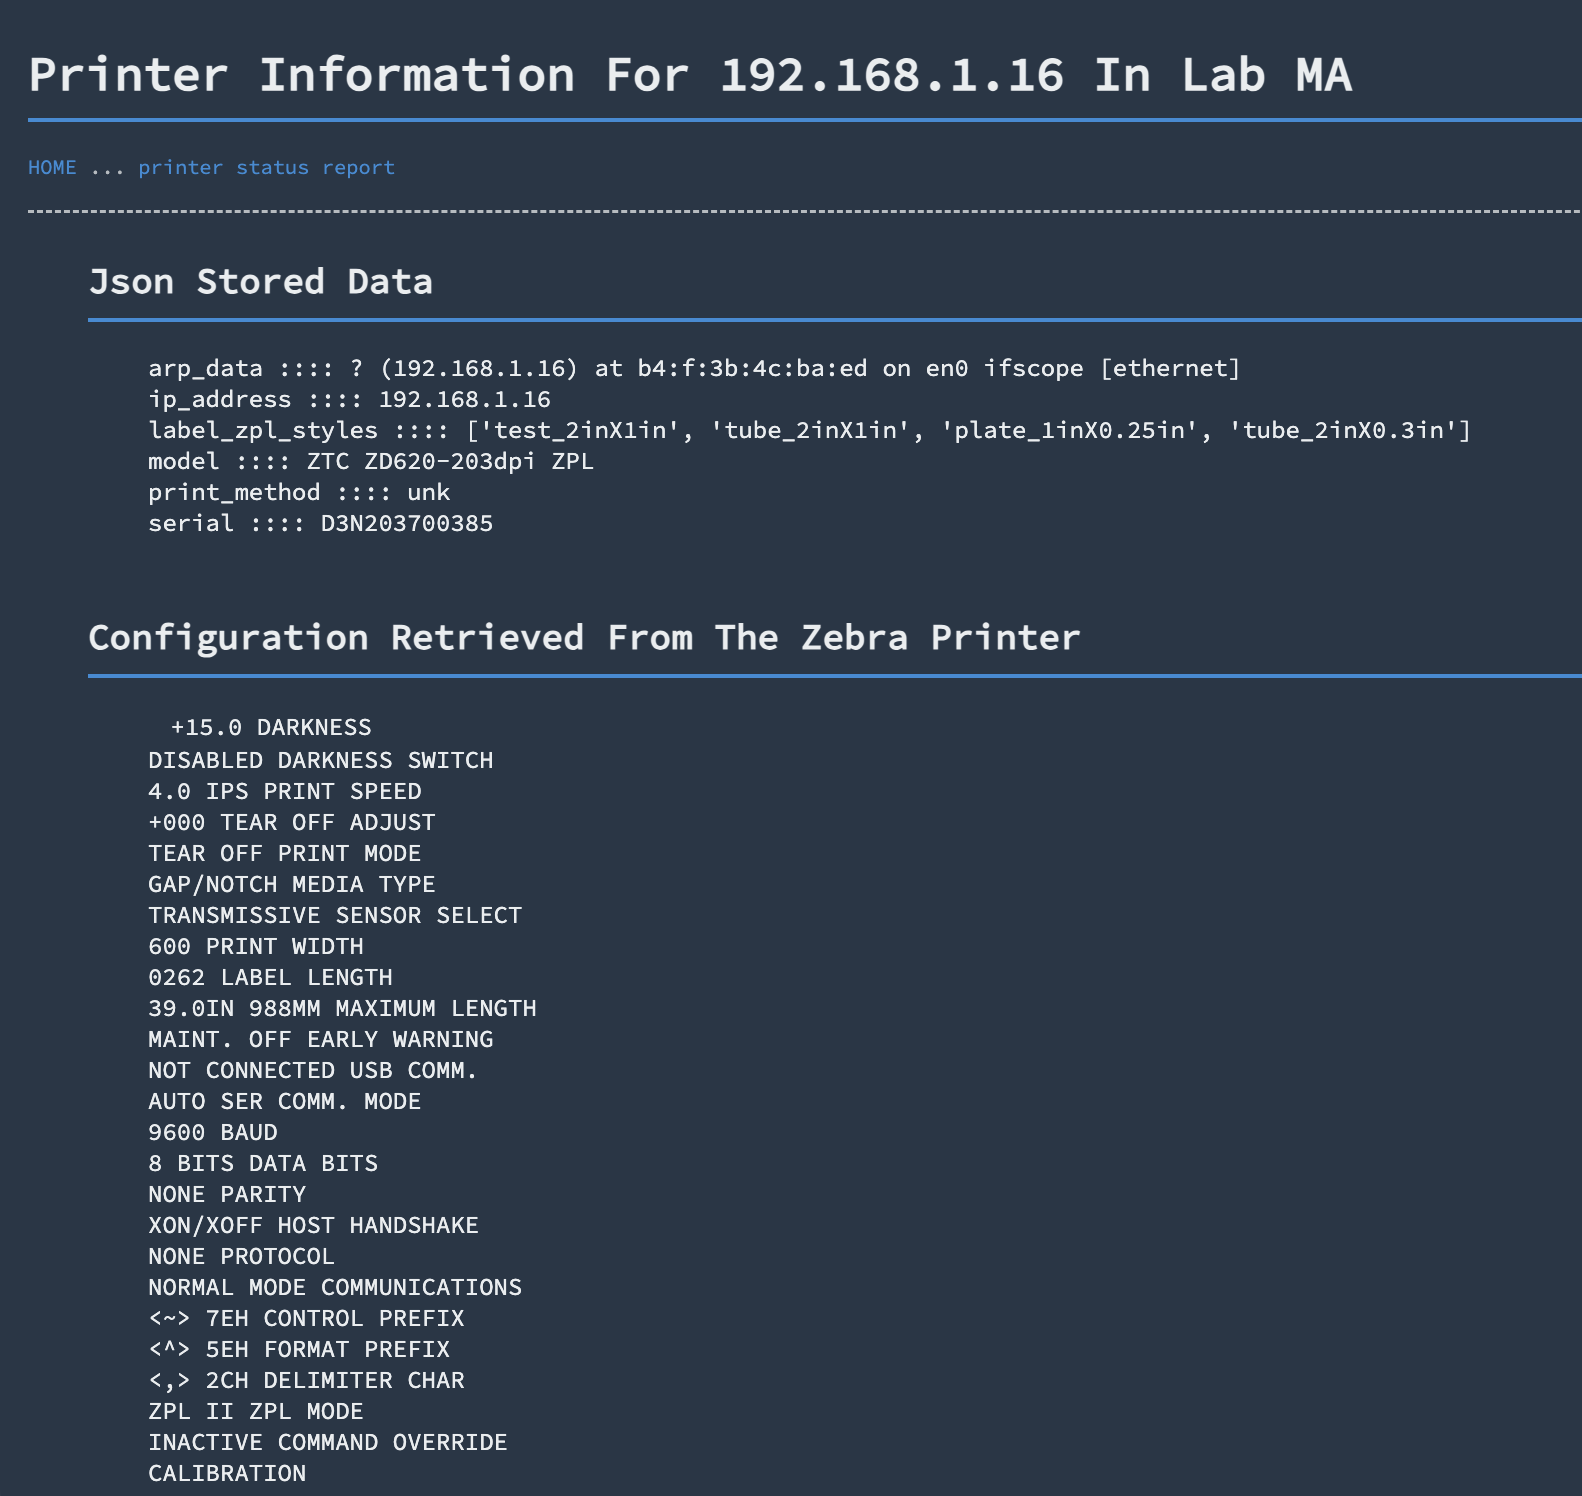 Printer Information For 192.168.1.16 In Lab MA
HOME ... printer status report
Json Stored Data
arp_data :::: ? (192.168.1.16) at b4:f:3b:4c:ba:ed on en0 ifscope [ethernet]
ip_address :::: 192.168.1.16
label_zpl_styles :::: ['test_2inX1in', 'tube_2inX1in', 'plate_1inX0.25in', 'tube_2inX0.3in']
model :::: ZTC ZD620-203dpi ZPL
print_method :::: unk
serial :::: D3N203700385
Configuration Retrieved From The Zebra Printer
+15.0 DARKNESS
DISABLED DARKNESS SWITCH
4.0 IPS PRINT SPEED
+000 TEAR OFF ADJUST
TEAR OFF PRINT MODE
GAP/NOTCH MEDIA TYPE
TRANSMISSIVE SENSOR SELECT
600 PRINT WIDTH
0262 LABEL LENGTH
39.0IN 988MM MAXIMUM LENGTH
MAINT. OFF EARLY WARNING
NOT CONNECTED USB COMM.
AUTO SER COMM. MODE
9600 BAUD
8 BITS DATA BITS
NONE PARITY
XON/XOFF HOST HANDSHAKE
NONE PROTOCOL
NORMAL MODE COMMUNICATIONS
<~> 7EH CONTROL PREFIX
<^> 5EH FORMAT PREFIX
<,> 2CH DELIMITER CHAR
ZPL II ZPL MODE
INACTIVE COMMAND OVERRIDE
CALIBRATION